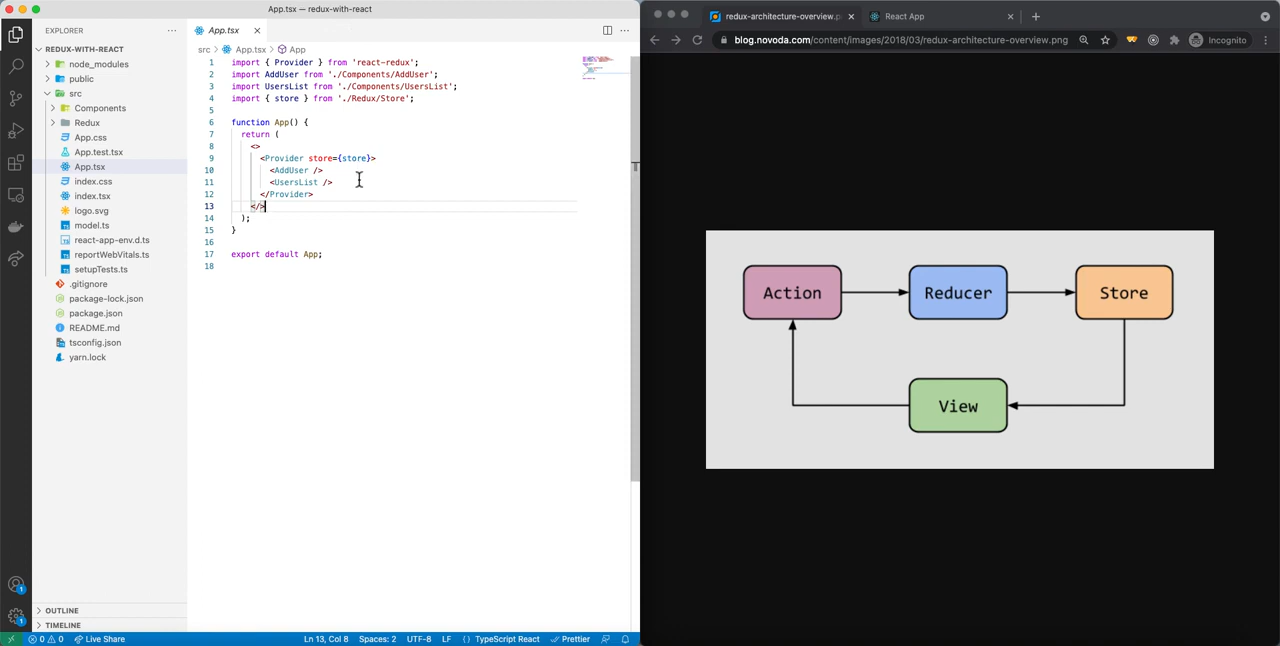 App.tsx — redux-with-react
EXPLORER
REDUX-WITH-REACT
node_modules
public
src
Components
Redux
App.css
App.test.tsx
App.tsx
index.css
index.tsx
logo.svg
model.ts
react-app-env.d.ts
reportWebVitals.ts
setupTests.ts
.gitignore
package-lock.json
package.json
README.md
tsconfig.json
yarn.lock
OUTLINE
TIMELINE
App.tsx
src > App.tsx > App
1 import { Provider } from 'react-redux';
2 import AddUser from './Components/AddUser';
3 import UsersList from './Components/UsersList';
4 import { store } from './Redux/Store';
5
6 function App() {
7 return (
8 <>
9 <Provider store={store}>
10 <AddUser />
11 <UsersList />
12 </Provider>
13 </>
14 );
15 }
16
17 export default App;
18
1
1
0 0 Live Share
Ln 13, Col 8 Spaces: 2 UTF-8 LF {} TypeScript React Prettier
redux-architecture-overview.p
React App
blog.novoda.com/content/images/2018/03/redux-architecture-overview.png
Incognito
Action
Reducer
Store
View